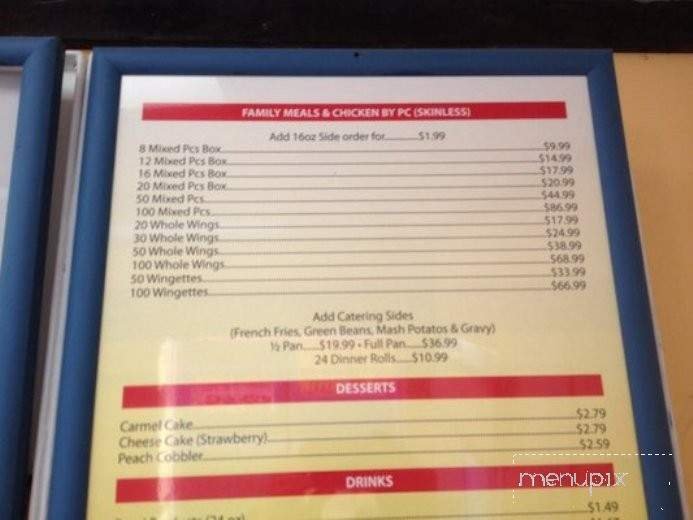 FAMILY MEALS & CHICKEN BY PC (SKINLESS)
Add 16oz Side order for............$1.99
8 Mixed Pcs Box $9.99
12 Mixed Pcs Box $14.99
16 Mixed Pcs Box $17.99
20 Mixed Pcs Box $20.99
50 Mixed Pcs $44.99
100 Mixed Pcs $86.99
20 Whole Wings $17.99
30 Whole Wings $24.99
50 Whole Wings $38.99
100 Whole Wings $68.99
50 Wingettes $33.99
100 Wingettes $66.99
Add Catering Sides
(French Fries, Green Beans, Mash Potatos & Gravy)
½ Pan......$19.99 • Full Pan......$36.99
24 Dinner Rolls......$10.99
DESSERTS
Carmel Cake $2.79
Cheese Cake (Strawberry) $2.79
Peach Cobbler $2.59
menupix
DRINKS
$1.49